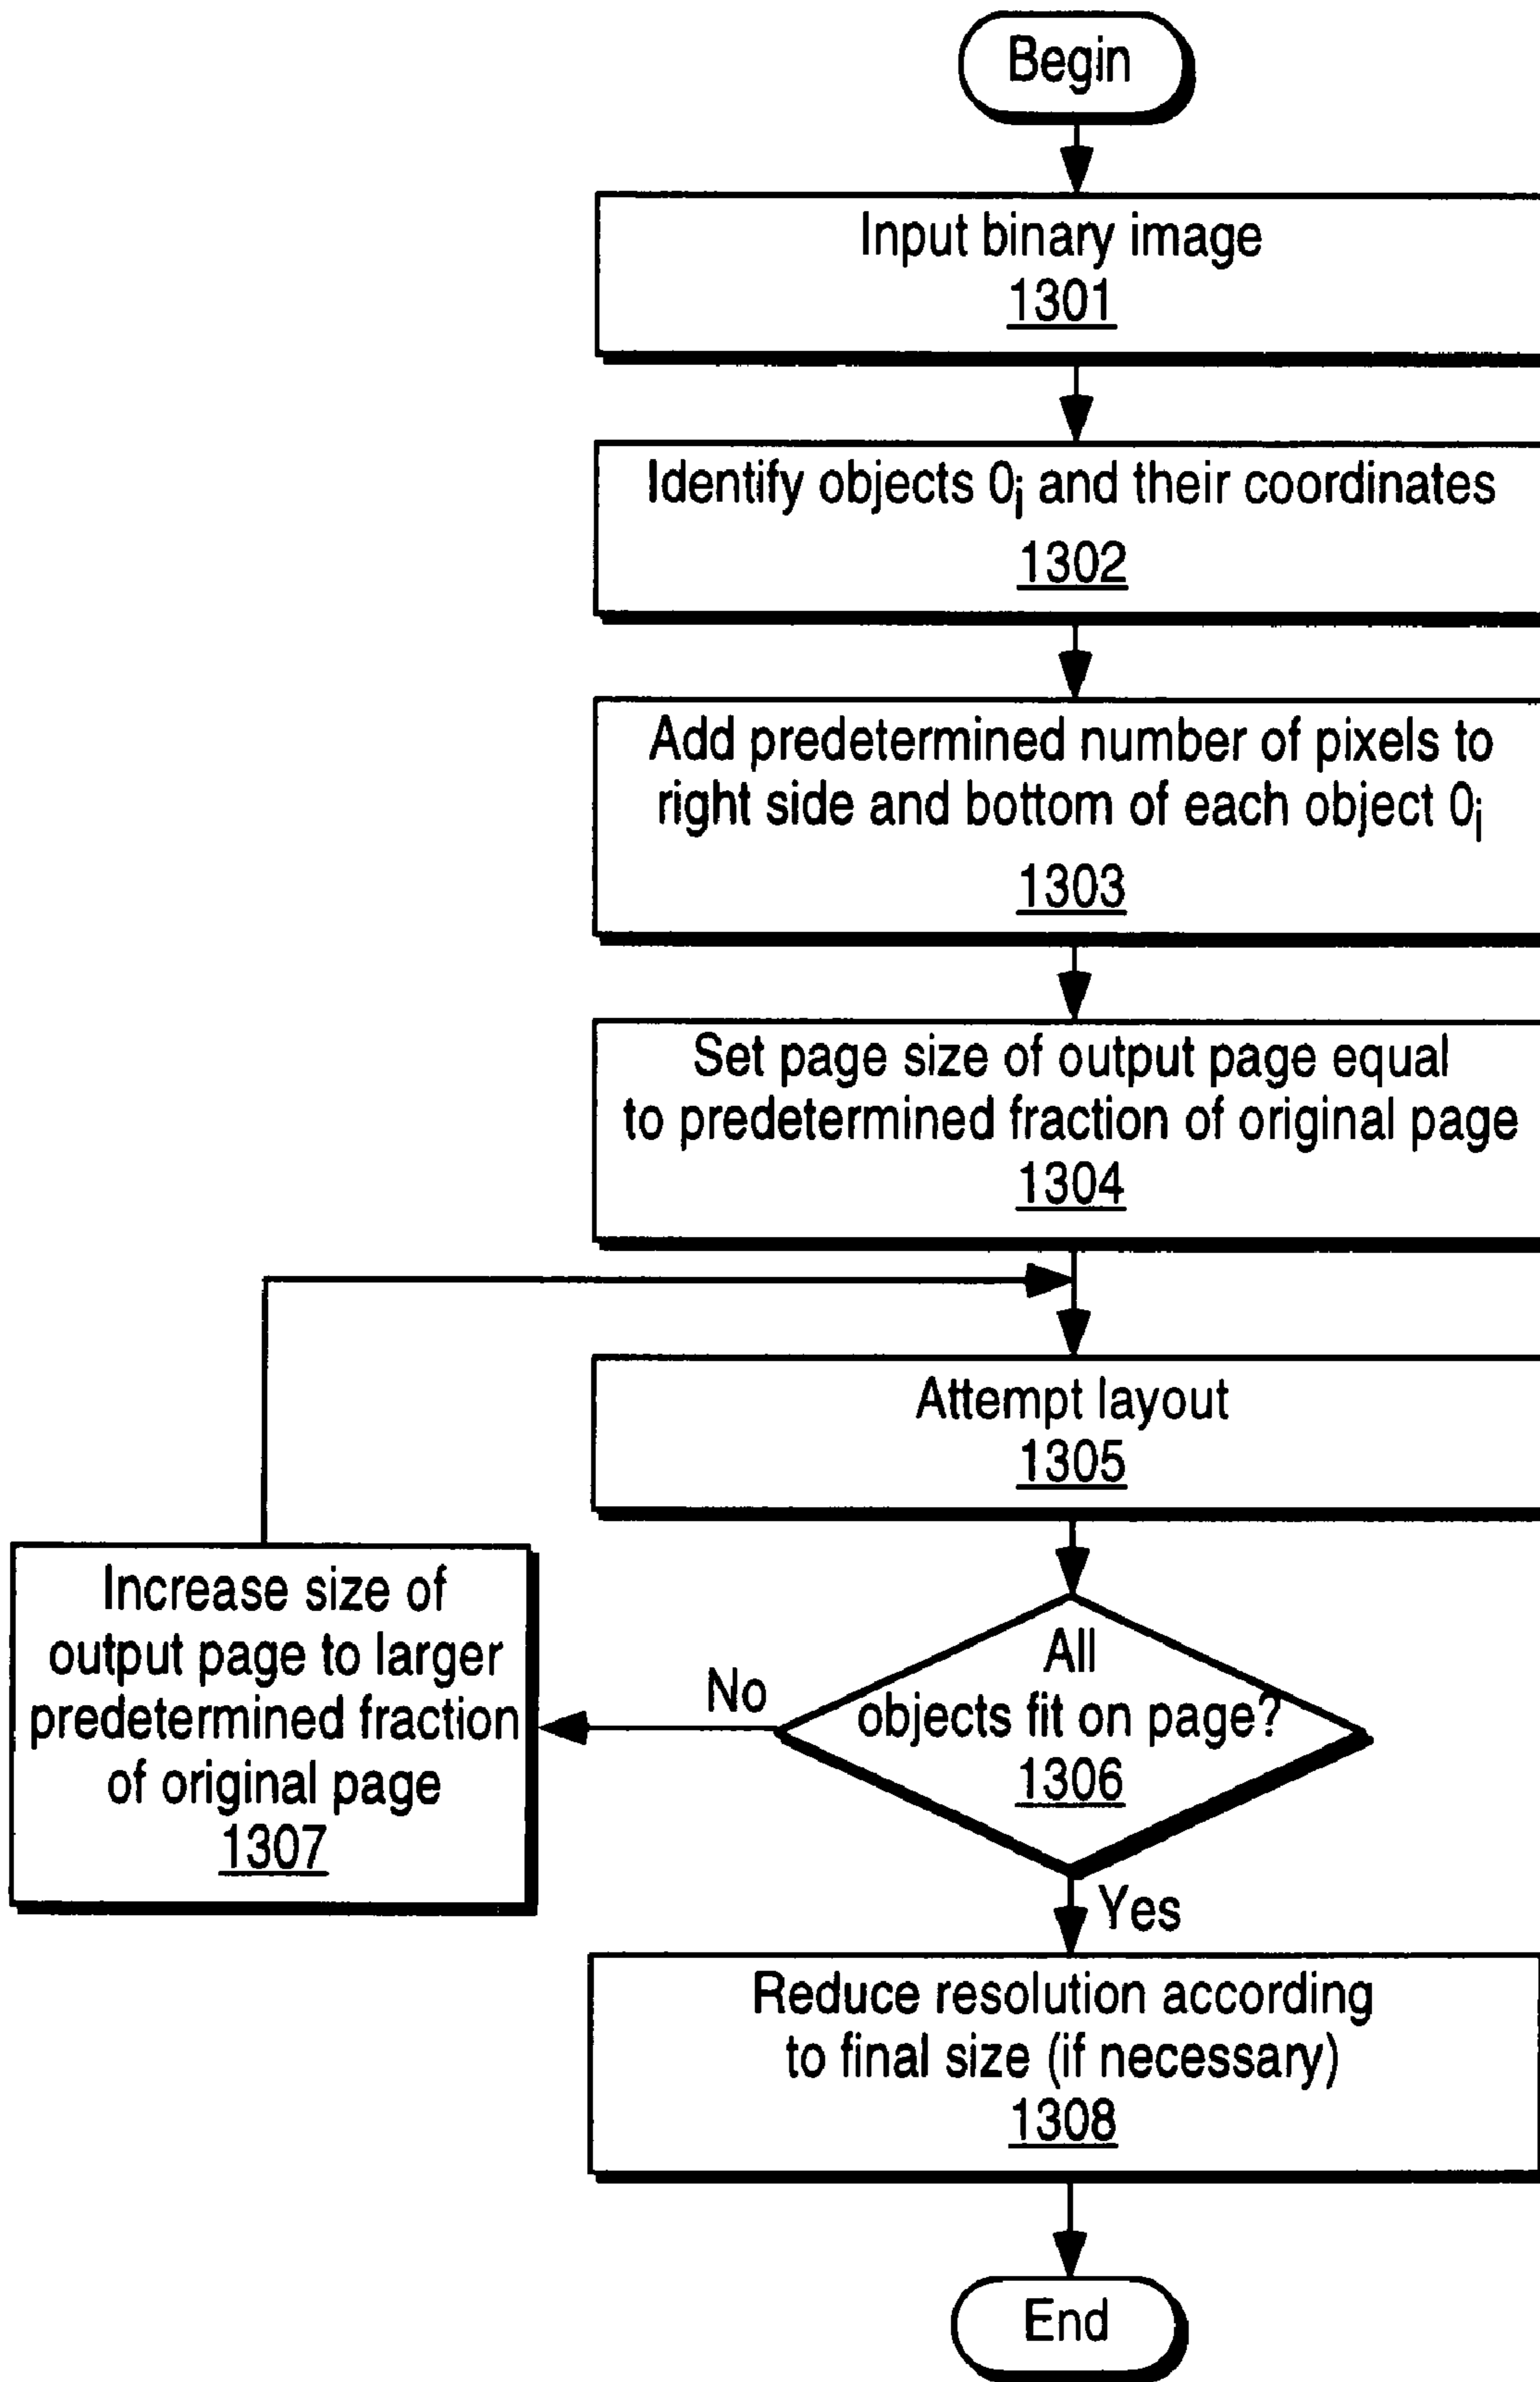 Begin
Input binary image
1301
Identify objects 0i and their coordinates
1302
Add predetermined number of pixels to
right side and bottom of each object 0i
1303
Set page size of output page equal
to predetermined fraction of original page
1304
Attempt layout
1305
All
objects fit on page?
1306
No
Increase size of
output page to larger
predetermined fraction
of original page
1307
Yes
Reduce resolution according
to final size (if necessary)
1308
End